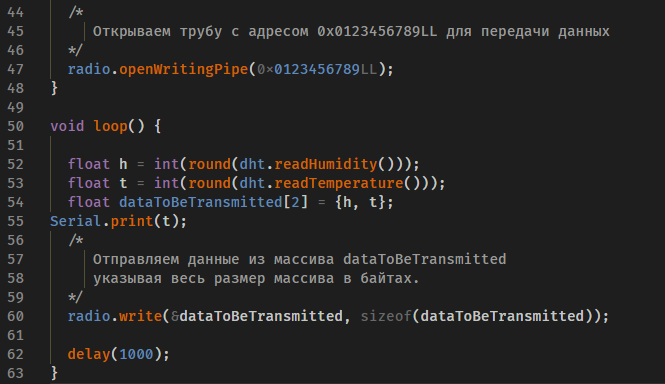 44 /*
45 Открываем трубу с адресом 0x0123456789LL для передачи данных
46 */
47 radio.openWritingPipe(0x0123456789LL);
48 }
49
50 void loop() {
51
52 float h = int(round(dht.readHumidity()));
53 float t = int(round(dht.readTemperature()));
54 float dataToBeTransmitted[2] = {h, t};
55 Serial.print(t);
56 /*
57 Отправляем данные из массива dataToBeTransmitted
58 указывая весь размер массива в байтах.
59 */
60 radio.write(&dataToBeTransmitted, sizeof(dataToBeTransmitted));
61
62 delay(1000);
63 }